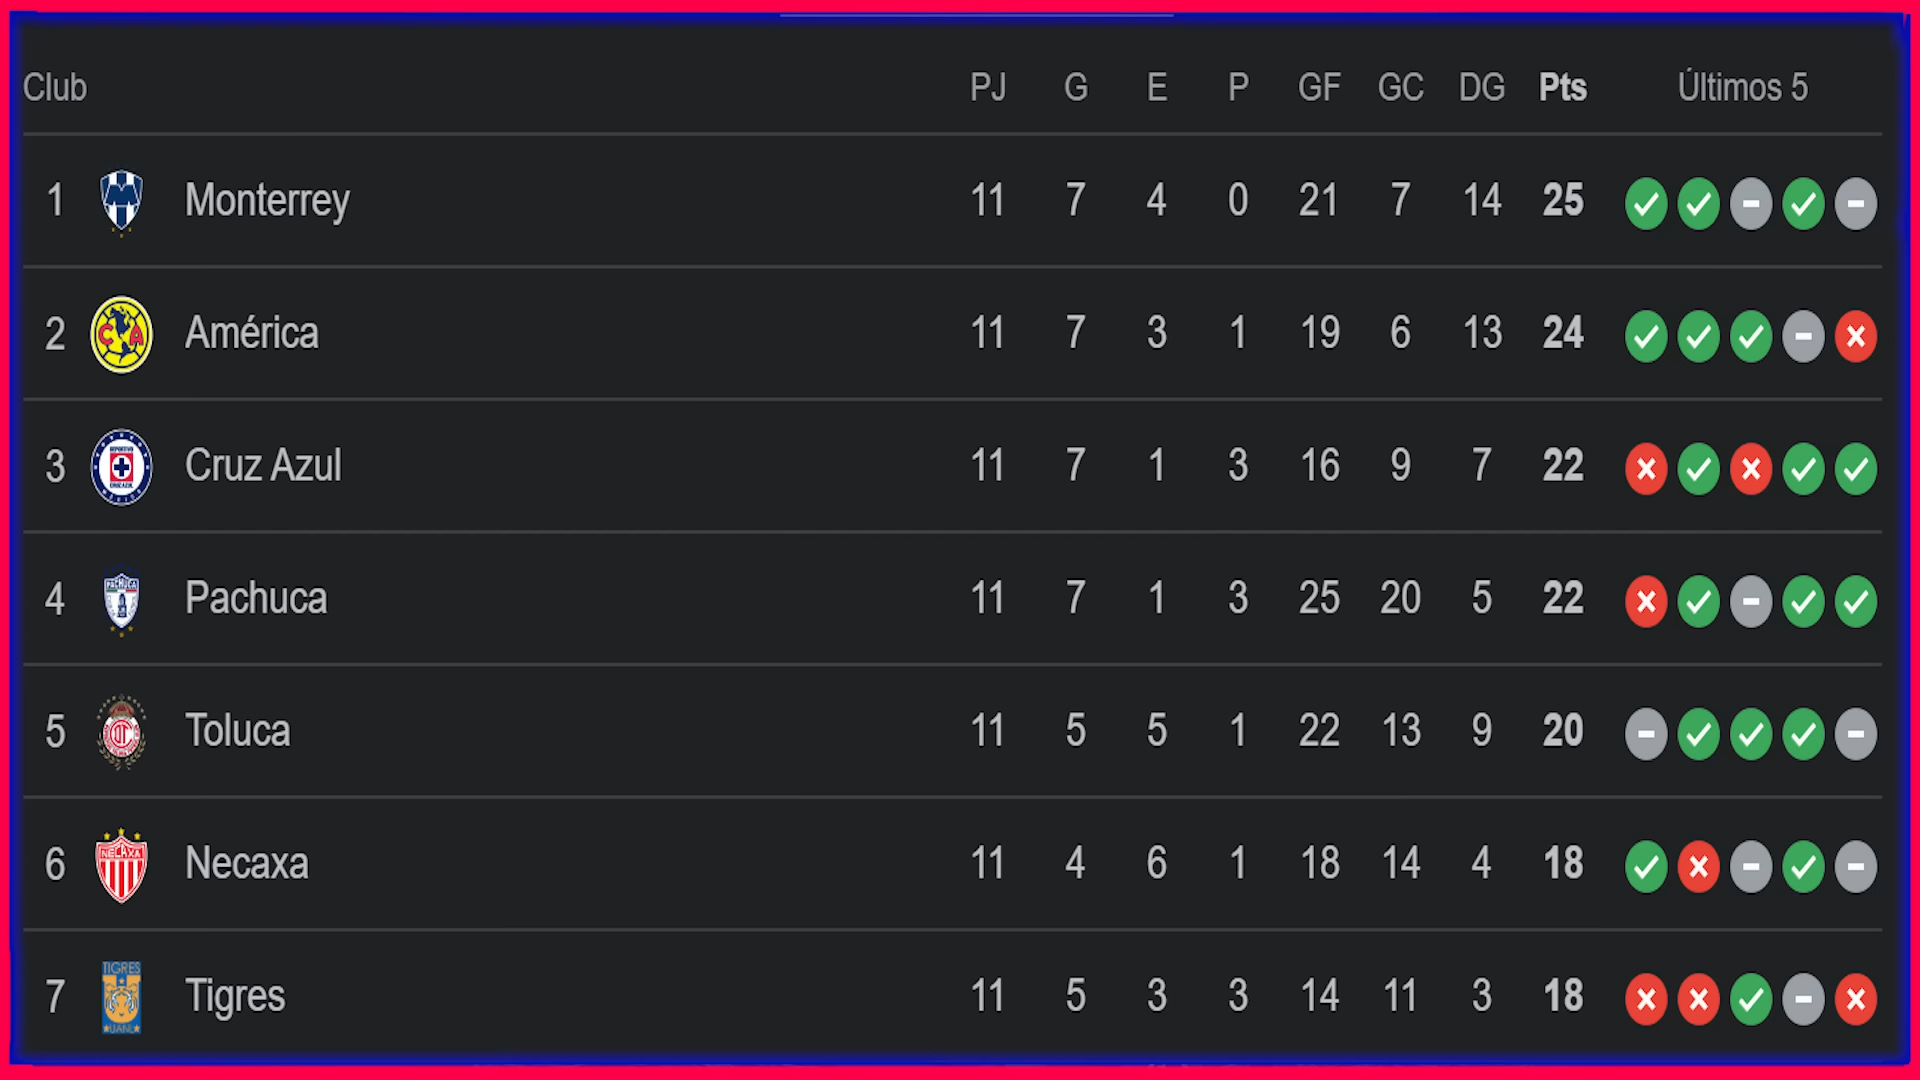 Club PJ G E P GF GC DG Pts Últimos 5
1 Monterrey 11 7 4 0 21 7 14 25
2 América 11 7 3 1 19 6 13 24
3 Cruz Azul 11 7 1 3 16 9 7 22
4 PACHUCA Pachuca 11 7 1 3 25 20 5 22
5 Toluca 11 5 5 1 22 13 9 20
6 NECAXA Necaxa 11 4 6 1 18 14 4 18
7 TIGRES UANL Tigres 11 5 3 3 14 11 3 18